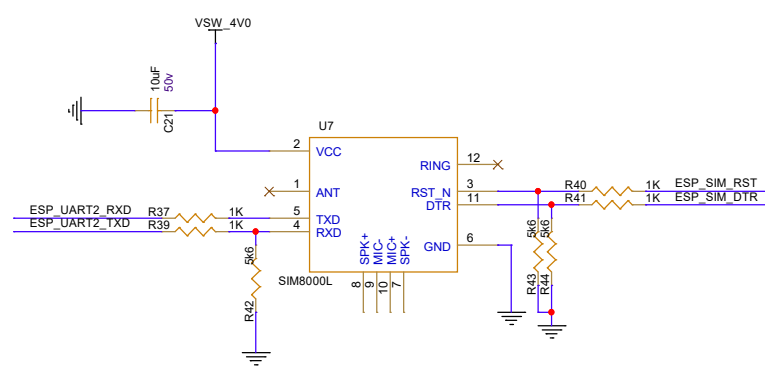 VSW_4V0
10uF
50v
C21
U7
2
VCC
RING
12
1
ANT
RST_N
3
R40
1K
ESP_SIM_RST
DTR
11
R41
1K
ESP_SIM_DTR
ESP_UART2_RXD
R37
1K
5
TXD
ESP_UART2_TXD
R39
1K
4
RXD
GND
6
5k6
R42
SPK+
MIC-
MIC+
SPK-
SIM8000L
8
9
10
7
5k6
5k6
R43
R44